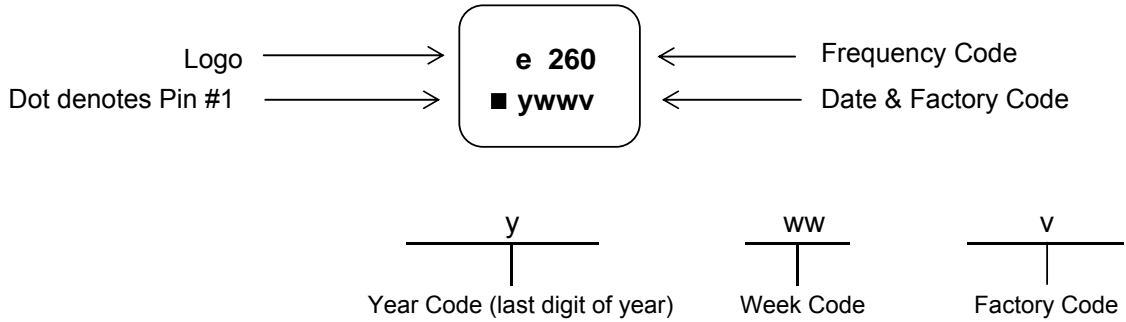 Logo e 260 Frequency Code
Dot denotes Pin #1 ■ ywwv Date & Factory Code
y ww v
Year Code (last digit of year) Week Code Factory Code